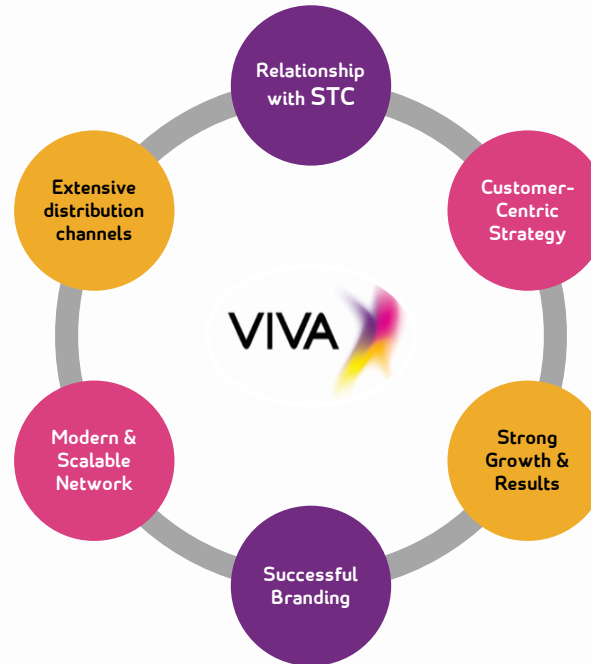 Relationship
with STC
Customer-
Centric
Strategy
Strong
Growth &
Results
Successful
Branding
Modern &
Scalable
Network
Extensive
distribution
channels
VIVA